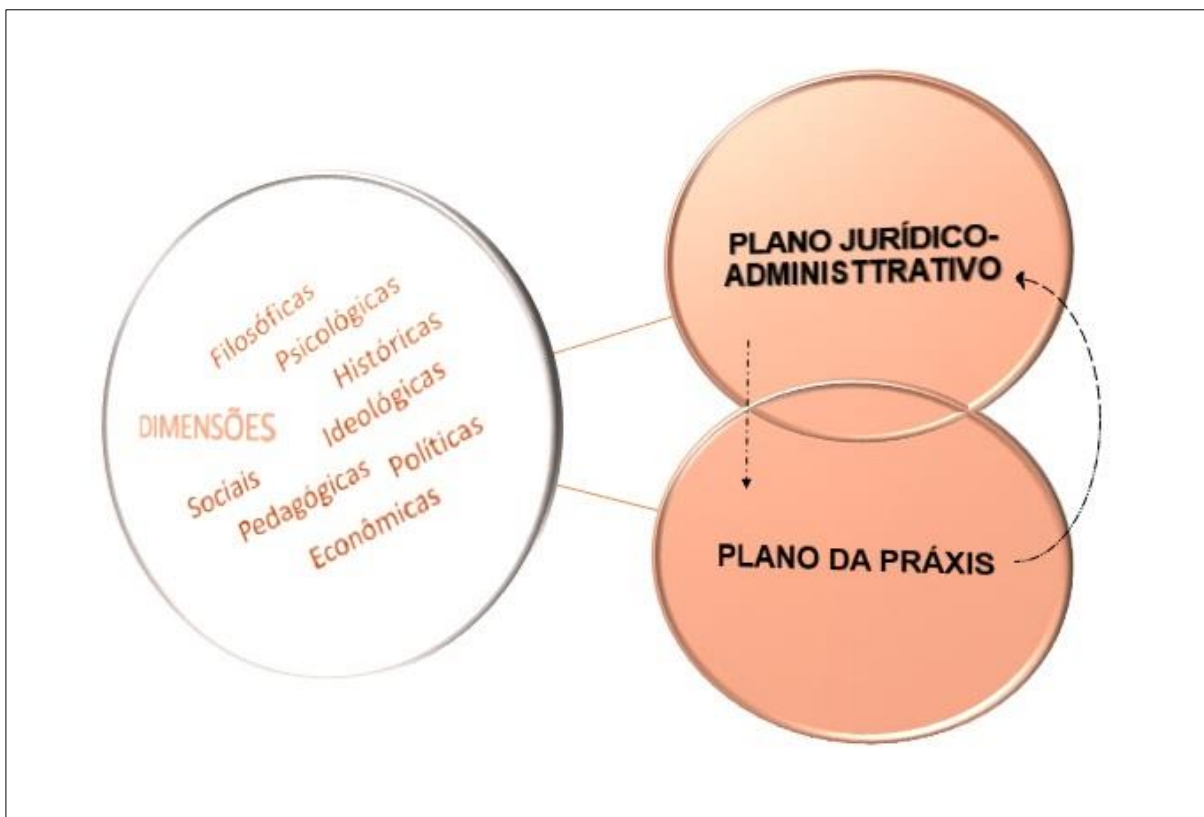 Filosóficas
Psicológicas
Históricas
DIMENSÕES
Ideológicas
Sociais
Pedagógicas
Políticas
Econômicas
PLANO JURÍDICO-
ADMINISTTRATIVO
PLANO DA PRÁXIS